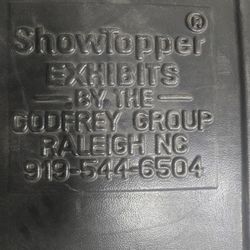 ShowTopper®
EXHIBITS
BY THE
GODFREY GROUP
RALEIGH NC
919-544-6504